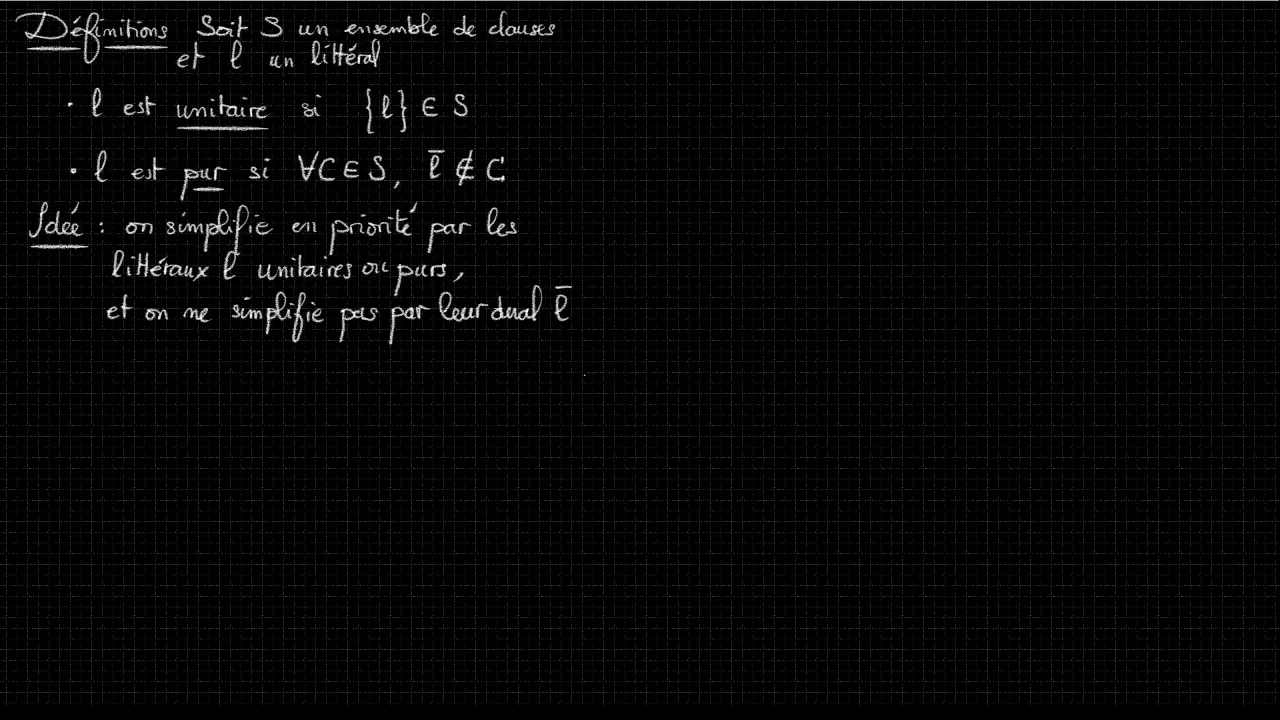 Définitions Soit S un ensemble de clauses
et l un littéral
• l est unitaire si {l} ∈ S
• l est pur si ∀C ∈ S, l̅ ∉ C
Idée : on simplifie en priorité par les
littéraux l unitaires ou purs,
et on ne simplifie pas par leur dual l̅